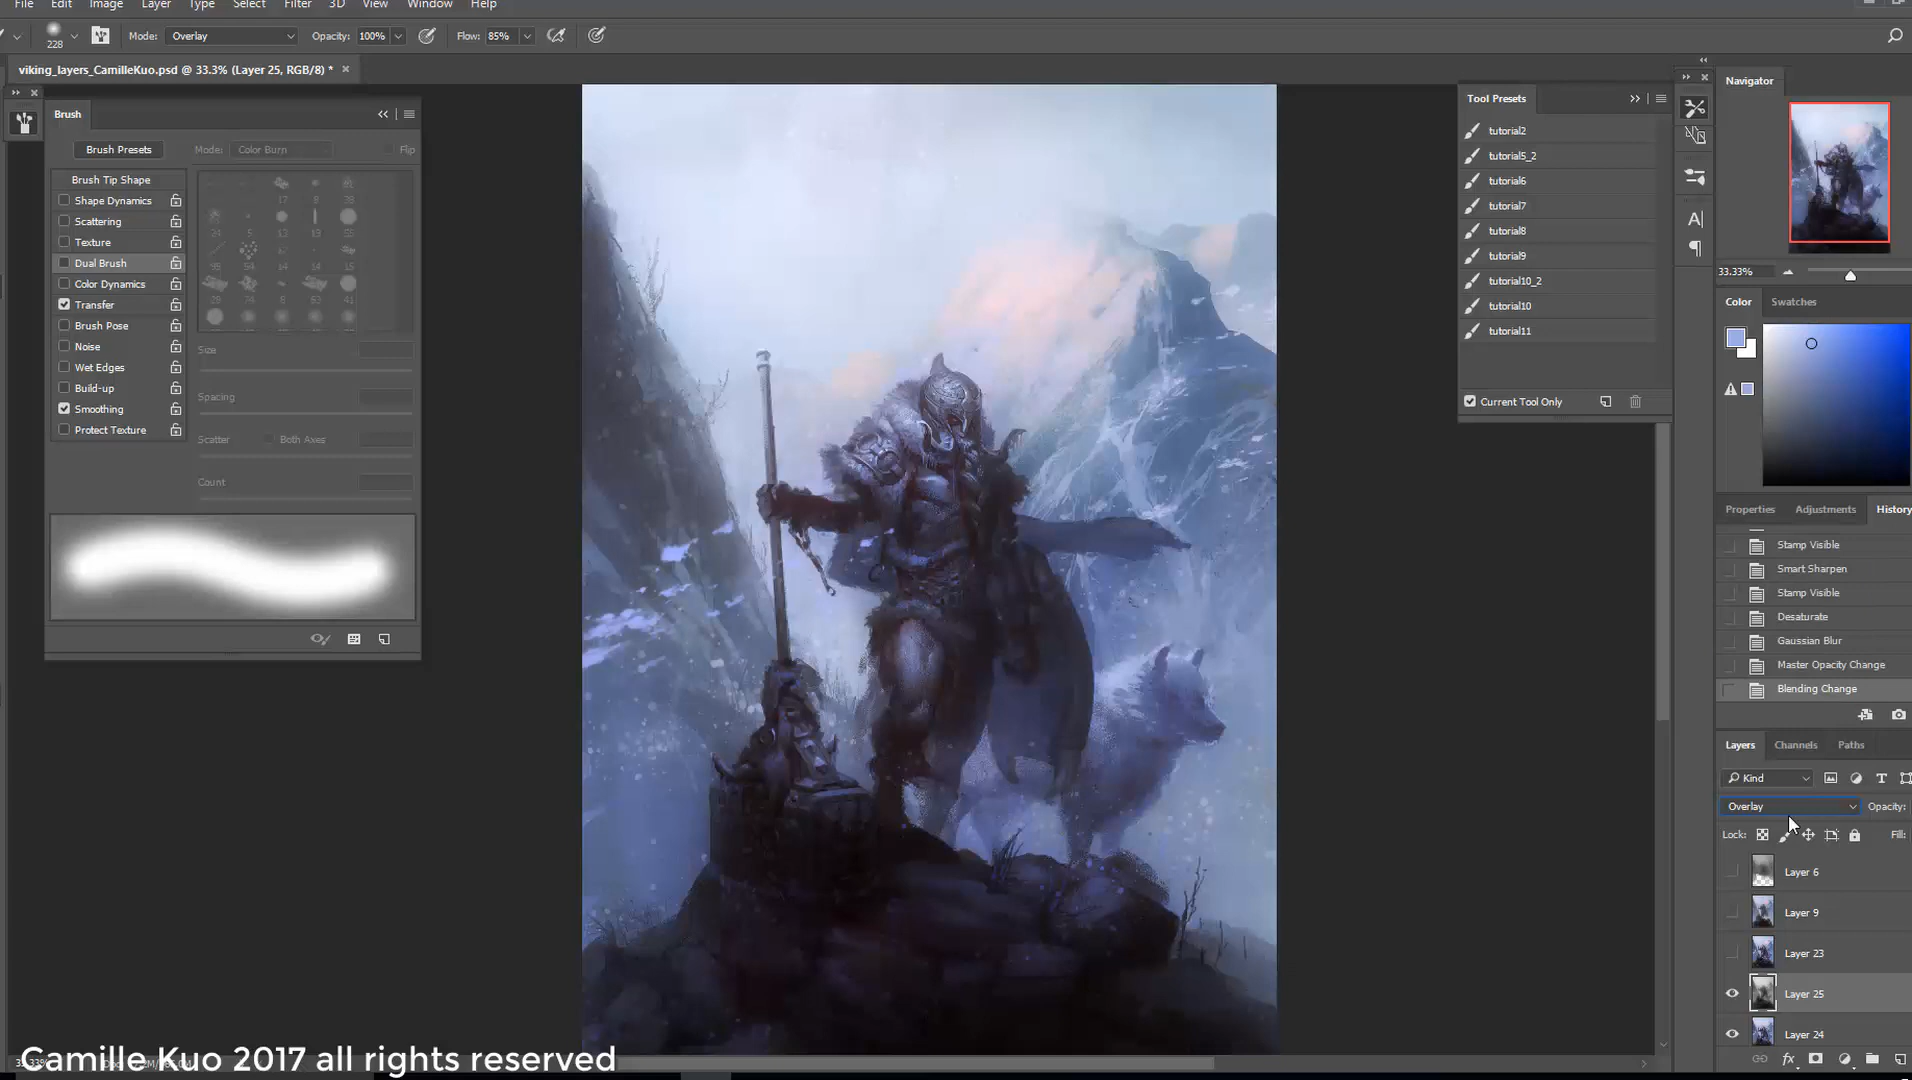 File Edit Image Layer Type Select Filter 3D View Window Help
228 Mode: Overlay Opacity: 100% Flow: 85%
viking_layers_CamilleKuo.psd @ 33.3% (Layer 25, RGB/8) * ×
Brush
Brush Presets Mode: Color Burn Flip
Brush Tip Shape
Shape Dynamics
Scattering
Texture
Dual Brush
Color Dynamics
Transfer
Brush Pose
Noise
Wet Edges
Build-up
Smoothing
Protect Texture
Size
Spacing
Scatter Both Axes
Count
Tool Presets
tutorial2
tutorial5_2
tutorial6
tutorial7
tutorial8
tutorial9
tutorial10_2
tutorial10
tutorial11
Current Tool Only
Navigator
33.33%
Color Swatches
Properties Adjustments History
Stamp Visible
Smart Sharpen
Stamp Visible
Desaturate
Gaussian Blur
Master Opacity Change
Blending Change
Layers Channels Paths
Kind
Overlay Opacity:
Lock: Fill:
Layer 6
Layer 9
Layer 23
Layer 25
Layer 24
Camille Kuo 2017 all rights reserved